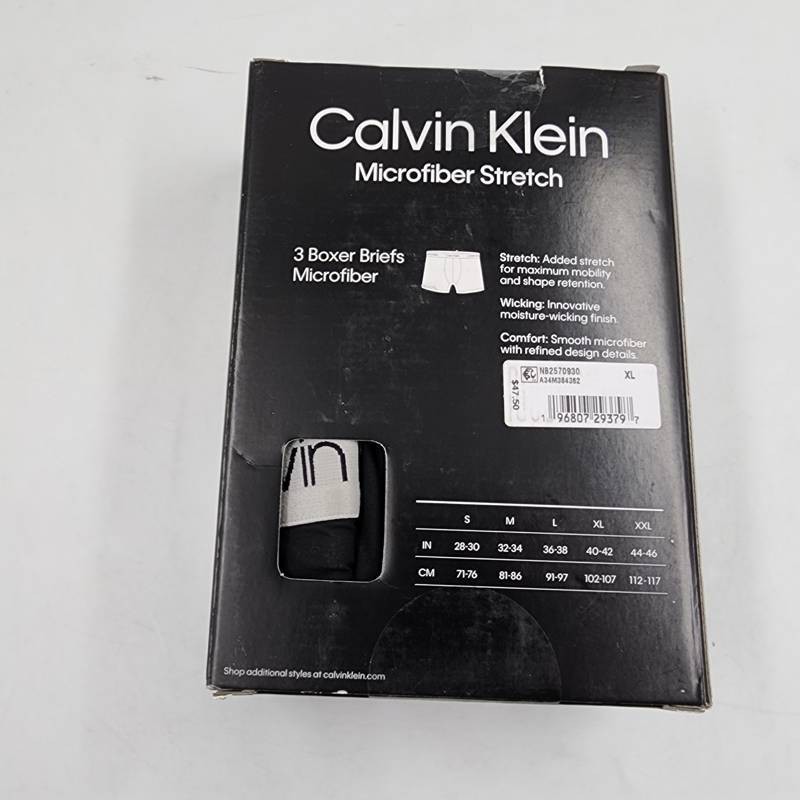 Calvin Klein
Microfiber Stretch
3 Boxer Briefs
Microfiber
Stretch: Added stretch
for maximum mobility
and shape retention.
Wicking: Innovative
moisture-wicking finish.
Comfort: Smooth microfiber
with refined design details.
NB2570930 XL
A34M384362
$47.50
1 96807 29379 7
vin
S M L XL XXL
IN 28-30 32-34 36-38 40-42 44-46
CM 71-76 81-86 91-97 102-107 112-117
Shop additional styles at calvinklein.com